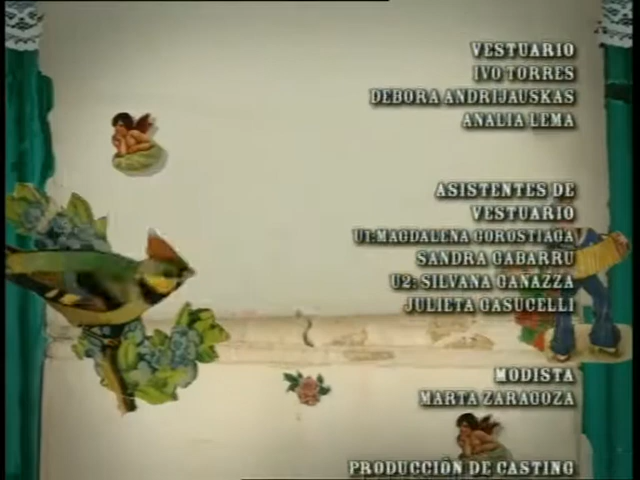 VESTUARIO
IVO TORRES
DEBORA ANDRIJAUSKAS
ANALIA LEMA
ASISTENTES DE
VESTUARIO
U1:MAGDALENA GOROSTIAGA
SANDRA GABARRU
U2: SILVANA GANAZZA
JULIETA CASUCELLI
MODISTA
MARTA ZARAGOZA
PRODUCCIÓN DE CASTING